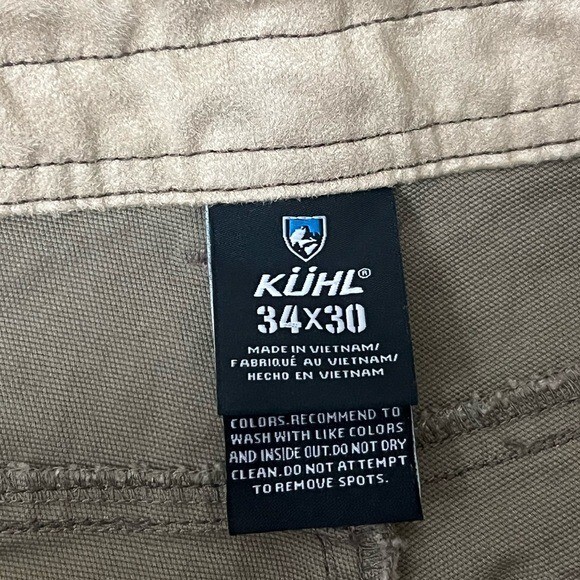 KÜHL®
34X30
MADE IN VIETNAM/
FABRIQUÉ AU VIETNAM/
HECHO EN VIETNAM
COLORS.RECOMMEND TO
WASH WITH LIKE COLORS
AND INSIDE OUT.DO NOT DRY
CLEAN.DO NOT ATTEMPT
TO REMOVE SPOTS.